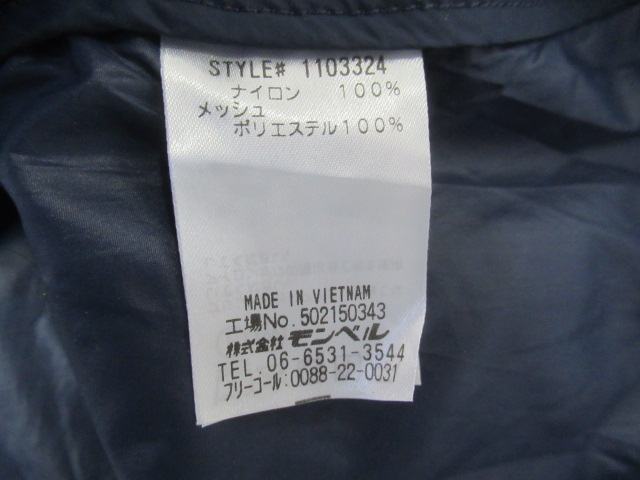 STYLE# 1103324
ナイロン 100%
メッシュ
ポリエステル100%
MADE IN VIETNAM
工場No.502150343
株式会社 モンベル
TEL.06-6531-3544
フリーコール:0088-22-0031